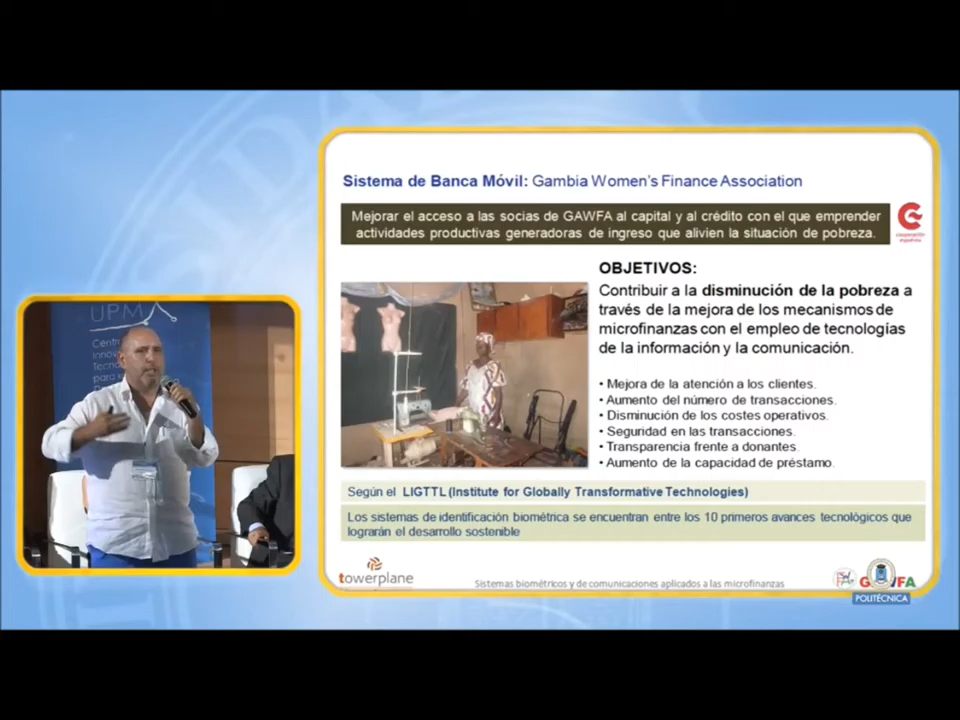 Sistema de Banca Móvil: Gambia Women's Finance Association
Mejorar el acceso a las socias de GAWFA al capital y al crédito con el que emprender
actividades productivas generadoras de ingreso que alivien la situación de pobreza.
cooperación
española
OBJETIVOS:
Contribuir a la disminución de la pobreza a
través de la mejora de los mecanismos de
microfinanzas con el empleo de tecnologías
de la información y la comunicación.
• Mejora de la atención a los clientes.
• Aumento del número de transacciones.
• Disminución de los costes operativos.
• Seguridad en las transacciones.
• Transparencia frente a donantes.
• Aumento de la capacidad de préstamo.
Según el LIGTTL (Institute for Globally Transformative Technologies)
Los sistemas de identificación biométrica se encuentran entre los 10 primeros avances tecnológicos que
lograrán el desarrollo sostenible
towerplane
Sistemas biométricos y de comunicaciones aplicados a las microfinanzas
POLITÉCNICA
UPM